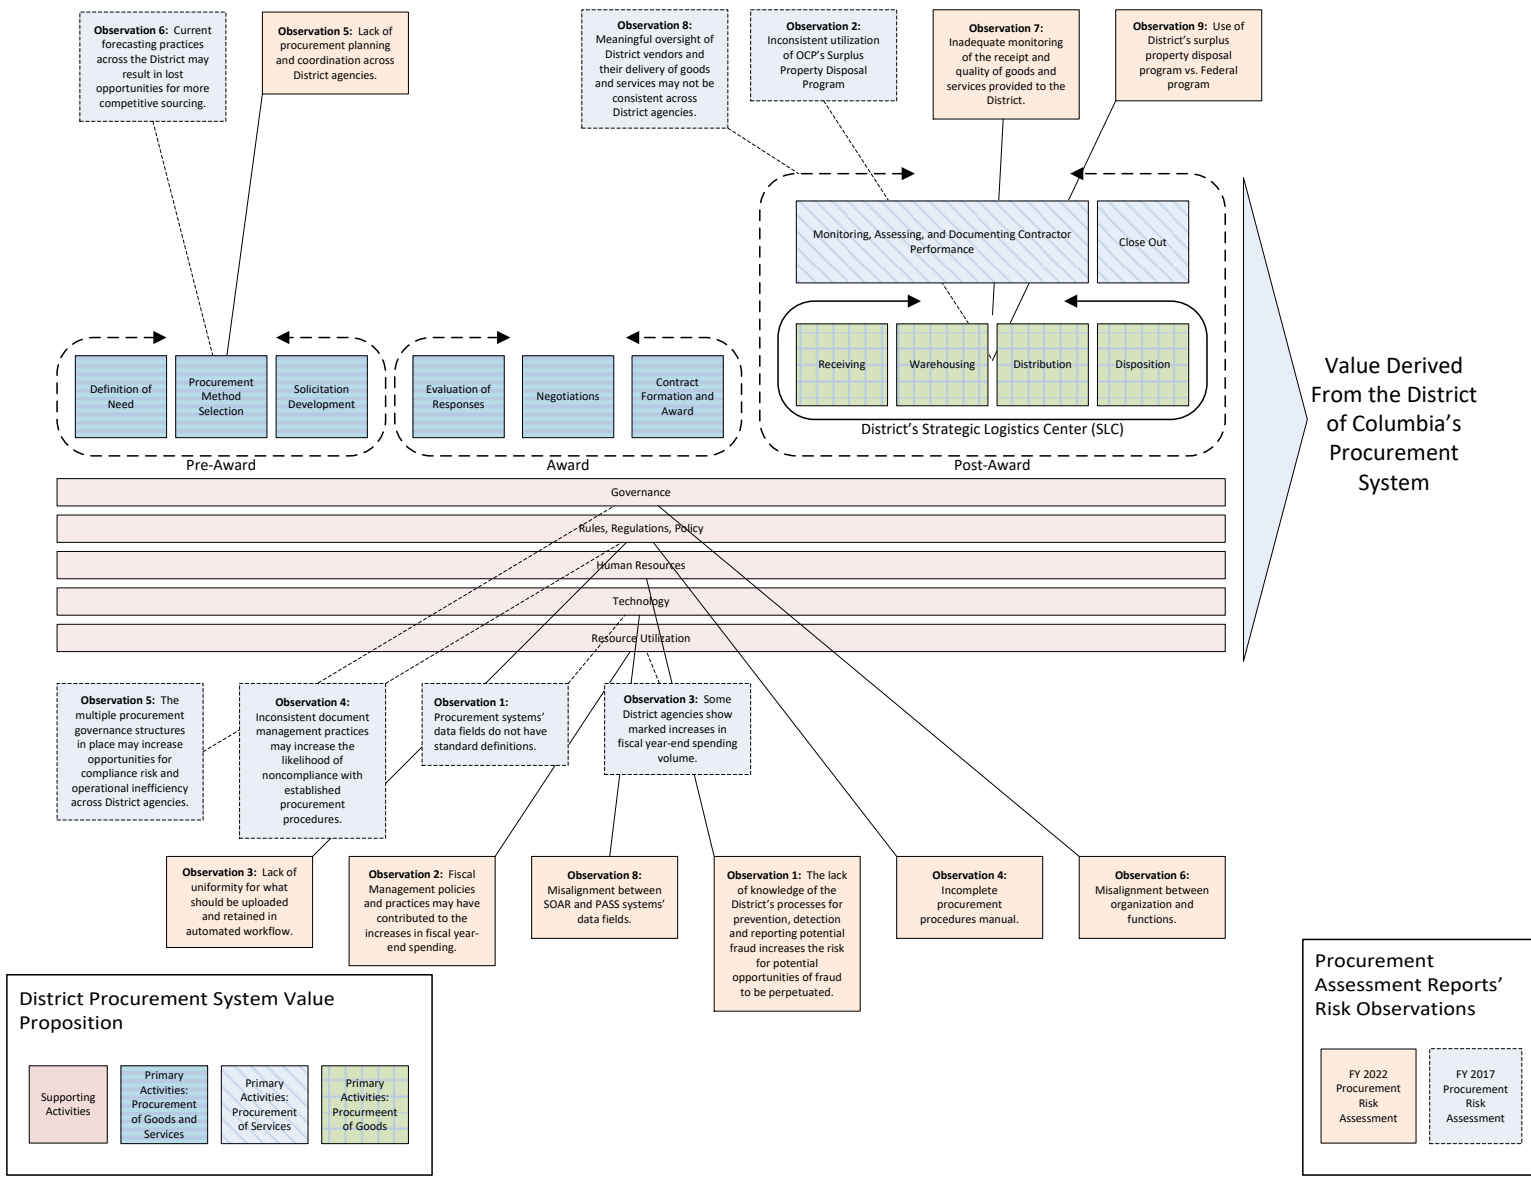 Observation 6: Current
forecasting practices
across the District may
result in lost
opportunities for more
competitive sourcing.
Observation 5: Lack of
procurement planning
and coordination across
District agencies.
Observation 8:
Meaningful oversight of
District vendors and
their delivery of goods
and services may not be
consistent across
District agencies.
Observation 2:
Inconsistent utilization
of OCP's Surplus
Property Disposal
Program
Observation 7:
Inadequate monitoring
of the receipt and
quality of goods and
services provided to the
District.
Observation 9: Use of
District's surplus
property disposal
program vs. Federal
program
Monitoring, Assessing, and Documenting Contractor
Performance
Close Out
Definition of
Need
Procurement
Method
Selection
Solicitation
Development
Pre-Award
Evaluation of
Responses
Negotiations
Contract
Formation and
Award
Award
Receiving
Warehousing
Distribution
Disposition
District's Strategic Logistics Center (SLC)
Post-Award
Value Derived
From the District
of Columbia's
Procurement
System
Governance
Rules, Regulations, Policy
Human Resources
Technology
Resource Utilization
Observation 5: The
multiple procurement
governance structures
in place may increase
opportunities for
compliance risk and
operational inefficiency
across District agencies.
Observation 4:
Inconsistent document
management practices
may increase the
likelihood of
noncompliance with
established
procurement
procedures.
Observation 1:
Procurement systems'
data fields do not have
standard definitions.
Observation 3: Some
District agencies show
marked increases in
fiscal year-end spending
volume.
Observation 3: Lack of
uniformity for what
should be uploaded
and retained in
automated workflow.
Observation 2: Fiscal
Management policies
and practices may have
contributed to the
increases in fiscal year-
end spending.
Observation 8:
Misalignment between
SOAR and PASS systems'
data fields.
Observation 1: The lack
of knowledge of the
District's processes for
prevention, detection
and reporting potential
fraud increases the risk
for potential
opportunities of fraud
to be perpetuated.
Observation 4:
Incomplete
procurement
procedures manual.
Observation 6:
Misalignment between
organization and
functions.
District Procurement System Value
Proposition
Supporting
Activities
Primary
Activities:
Procurement
of Goods and
Services
Primary
Activities:
Procurement
of Services
Primary
Activities:
Procurmeent
of Goods
Procurement
Assessment Reports'
Risk Observations
FY 2022
Procurement
Risk
Assessment
FY 2017
Procurement
Risk
Assessment